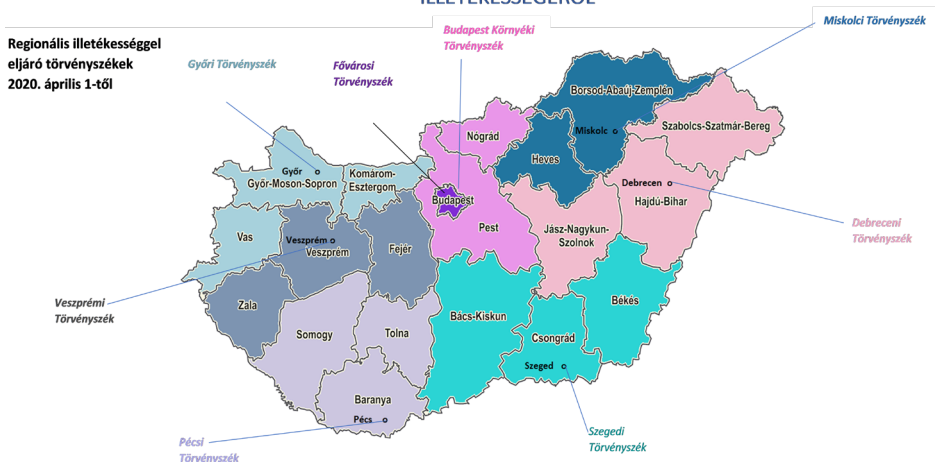 ILLETÉKESSÉGÉRŐL
Regionális illetékességgel
eljáró törvényszékek
2020. április 1-től
Győri Törvényszék
Fővárosi
Törvényszék
Budapest Környéki
Törvényszék
Miskolci Törvényszék
Borsod-Abaúj-Zemplén
Szabolcs-Szatmár-Bereg
Nógrád
Miskolc
Heves
Győr
Győr-Moson-Sopron
Komárom-
Esztergom
Debrecen
Hajdú-Bihar
Budapest
Pest
Jász-Nagykun-
Szolnok
Debreceni
Törvényszék
Vas
Veszprém
Veszprém
Fejér
Veszprémi
Törvényszék
Zala
Somogy
Tolna
Bács-Kiskun
Békés
Csongrád
Szeged
Baranya
Pécs
Pécsi
Törvényszék
Szegedi
Törvényszék